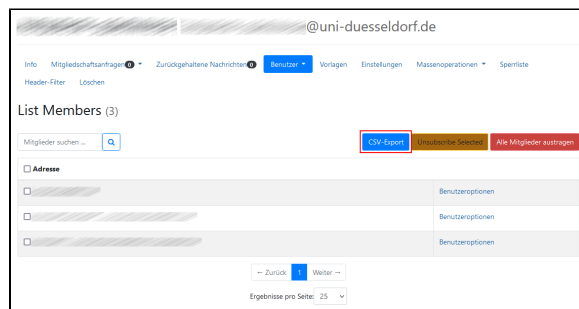 @uni-duesseldorf.de
Info Mitgliedschaftsanfragen 0 Zurückgehaltene Nachrichten 0 Benutzer Vorlagen Einstellungen Massenoperationen Sperrliste
Header-Filter Löschen
List Members (3)
Mitglieder suchen ... CSV-Export Unsubscribe Selected Alle Mitglieder austragen
Adresse
Benutzeroptionen
Benutzeroptionen
Benutzeroptionen
← Zurück 1 Weiter →
Ergebnisse pro Seite: 25